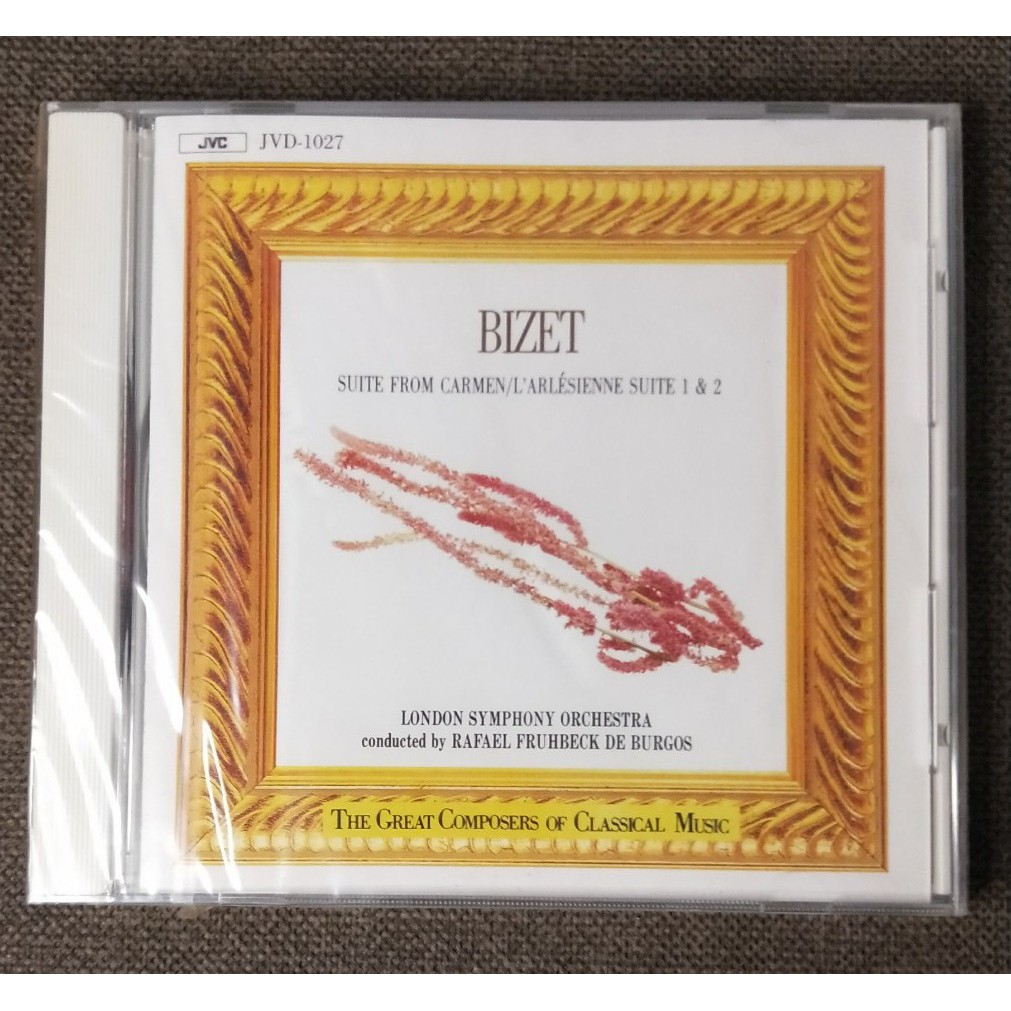 JVC JVD-1027
BIZET
SUITE FROM CARMEN/L'ARLÉSIENNE SUITE 1 & 2
LONDON SYMPHONY ORCHESTRA
conducted by RAFAEL FRUHBECK DE BURGOS
THE GREAT COMPOSERS OF CLASSICAL MUSIC